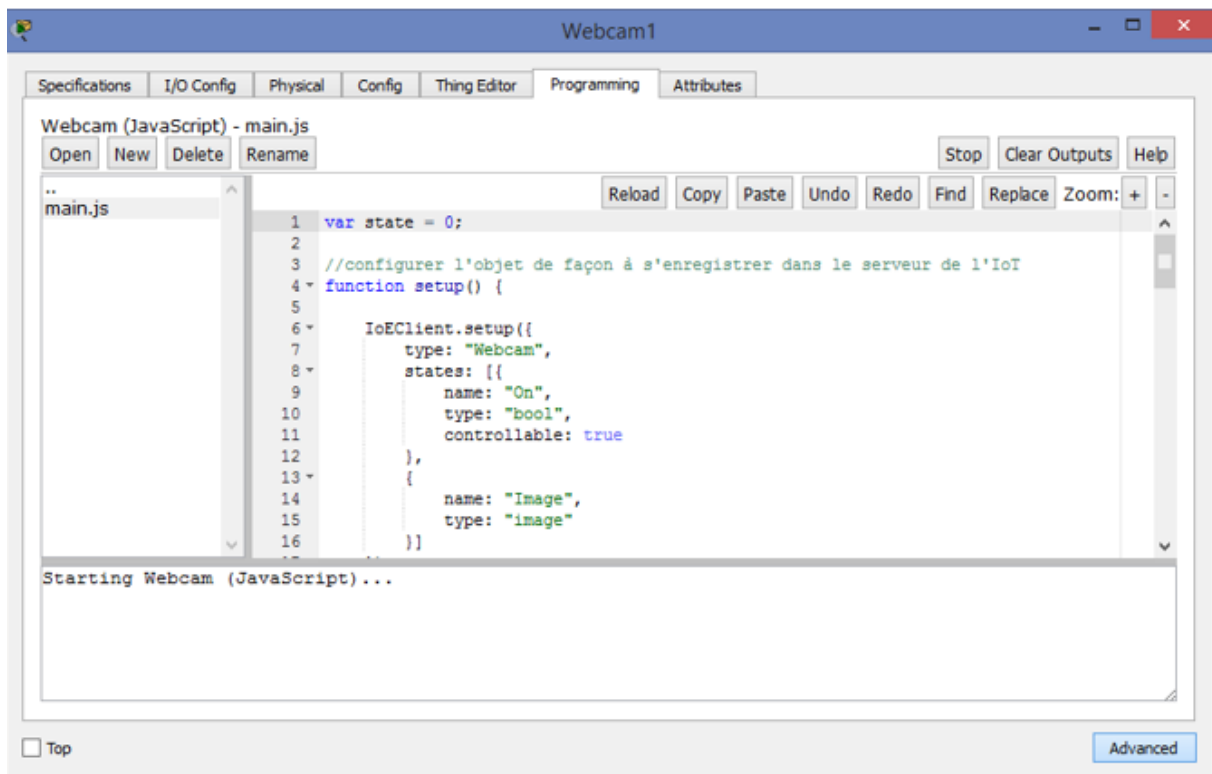 Webcam1
Specifications I/O Config Physical Config Thing Editor Programming Attributes
Webcam (JavaScript) - main.js
Open New Delete Rename Stop Clear Outputs Help
..
main.js
Reload Copy Paste Undo Redo Find Replace Zoom: + -
1 var state = 0;
2
3 //configurer l'objet de façon à s'enregistrer dans le serveur de l'IoT
4 function setup() {
5
6 IoEClient.setup({
7 type: "Webcam",
8 states: [{
9 name: "On",
10 type: "bool",
11 controllable: true
12 },
13 {
14 name: "Image",
15 type: "image"
16 }]
Starting Webcam (JavaScript)...
Top
Advanced